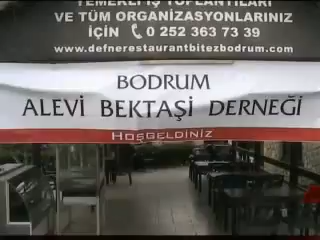 YEMEKLİ İŞ TOPLANTILARI
VE TÜM ORGANİZASYONLARINIZ
İÇİN 0 252 363 73 39
www.defnerestaurantbitezbodrum.com
BODRUM
ALEVİ BEKTAŞİ DERNEĞİ
HOŞGELDİNİZ